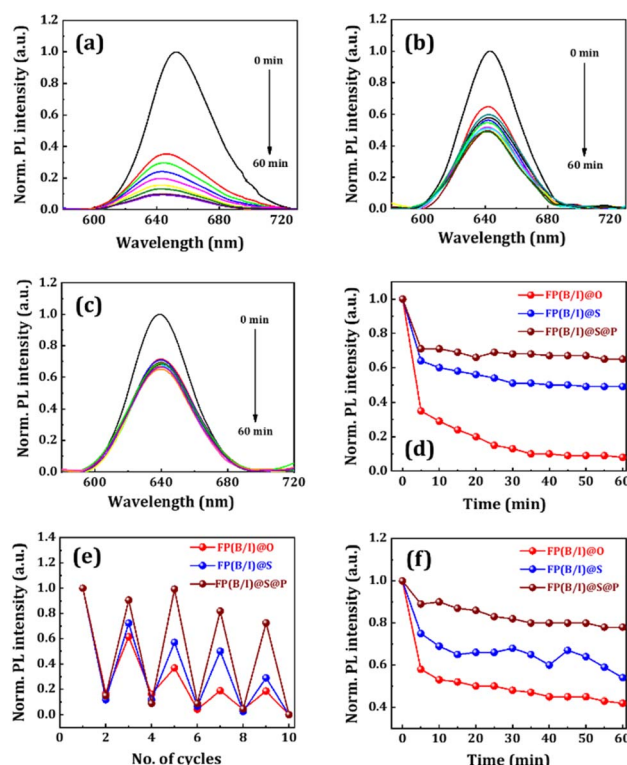 (a)
Norm. PL intensity (a.u.)
1.4
1.2
1.0
0.8
0.6
0.4
0.2
0.0
0 min
60 min
600 640 680 720
Wavelength (nm)
(b)
Norm. PL intensity (a.u.)
1.2
1.0
0.8
0.6
0.4
0.2
0.0
0 min
60 min
600 640 680 720
Wavelength (nm)
(c)
Norm. PL intensity (a.u.)
1.2
1.0
0.8
0.6
0.4
0.2
0.0
0 min
60 min
600 640 680 720
Wavelength (nm)
(d)
Norm. PL intensity (a.u.)
1.0
0.8
0.6
0.4
0.2
0.0
FP(B/I)@O
FP(B/I)@S
FP(B/I)@S@P
0 10 20 30 40 50 60
Time (min)
(e)
Norm. PL intensity (a.u.)
1.4
1.2
1.0
0.8
0.6
0.4
0.2
0.0
FP(B/I)@O
FP(B/I)@S
FP(B/I)@S@P
0 2 4 6 8 10
No. of cycles
(f)
Norm. PL intensity (a.u.)
1.2
1.0
0.8
0.6
0.4
FP(B/I)@O
FP(B/I)@S
FP(B/I)@S@P
0 10 20 30 40 50 60
Time (min)